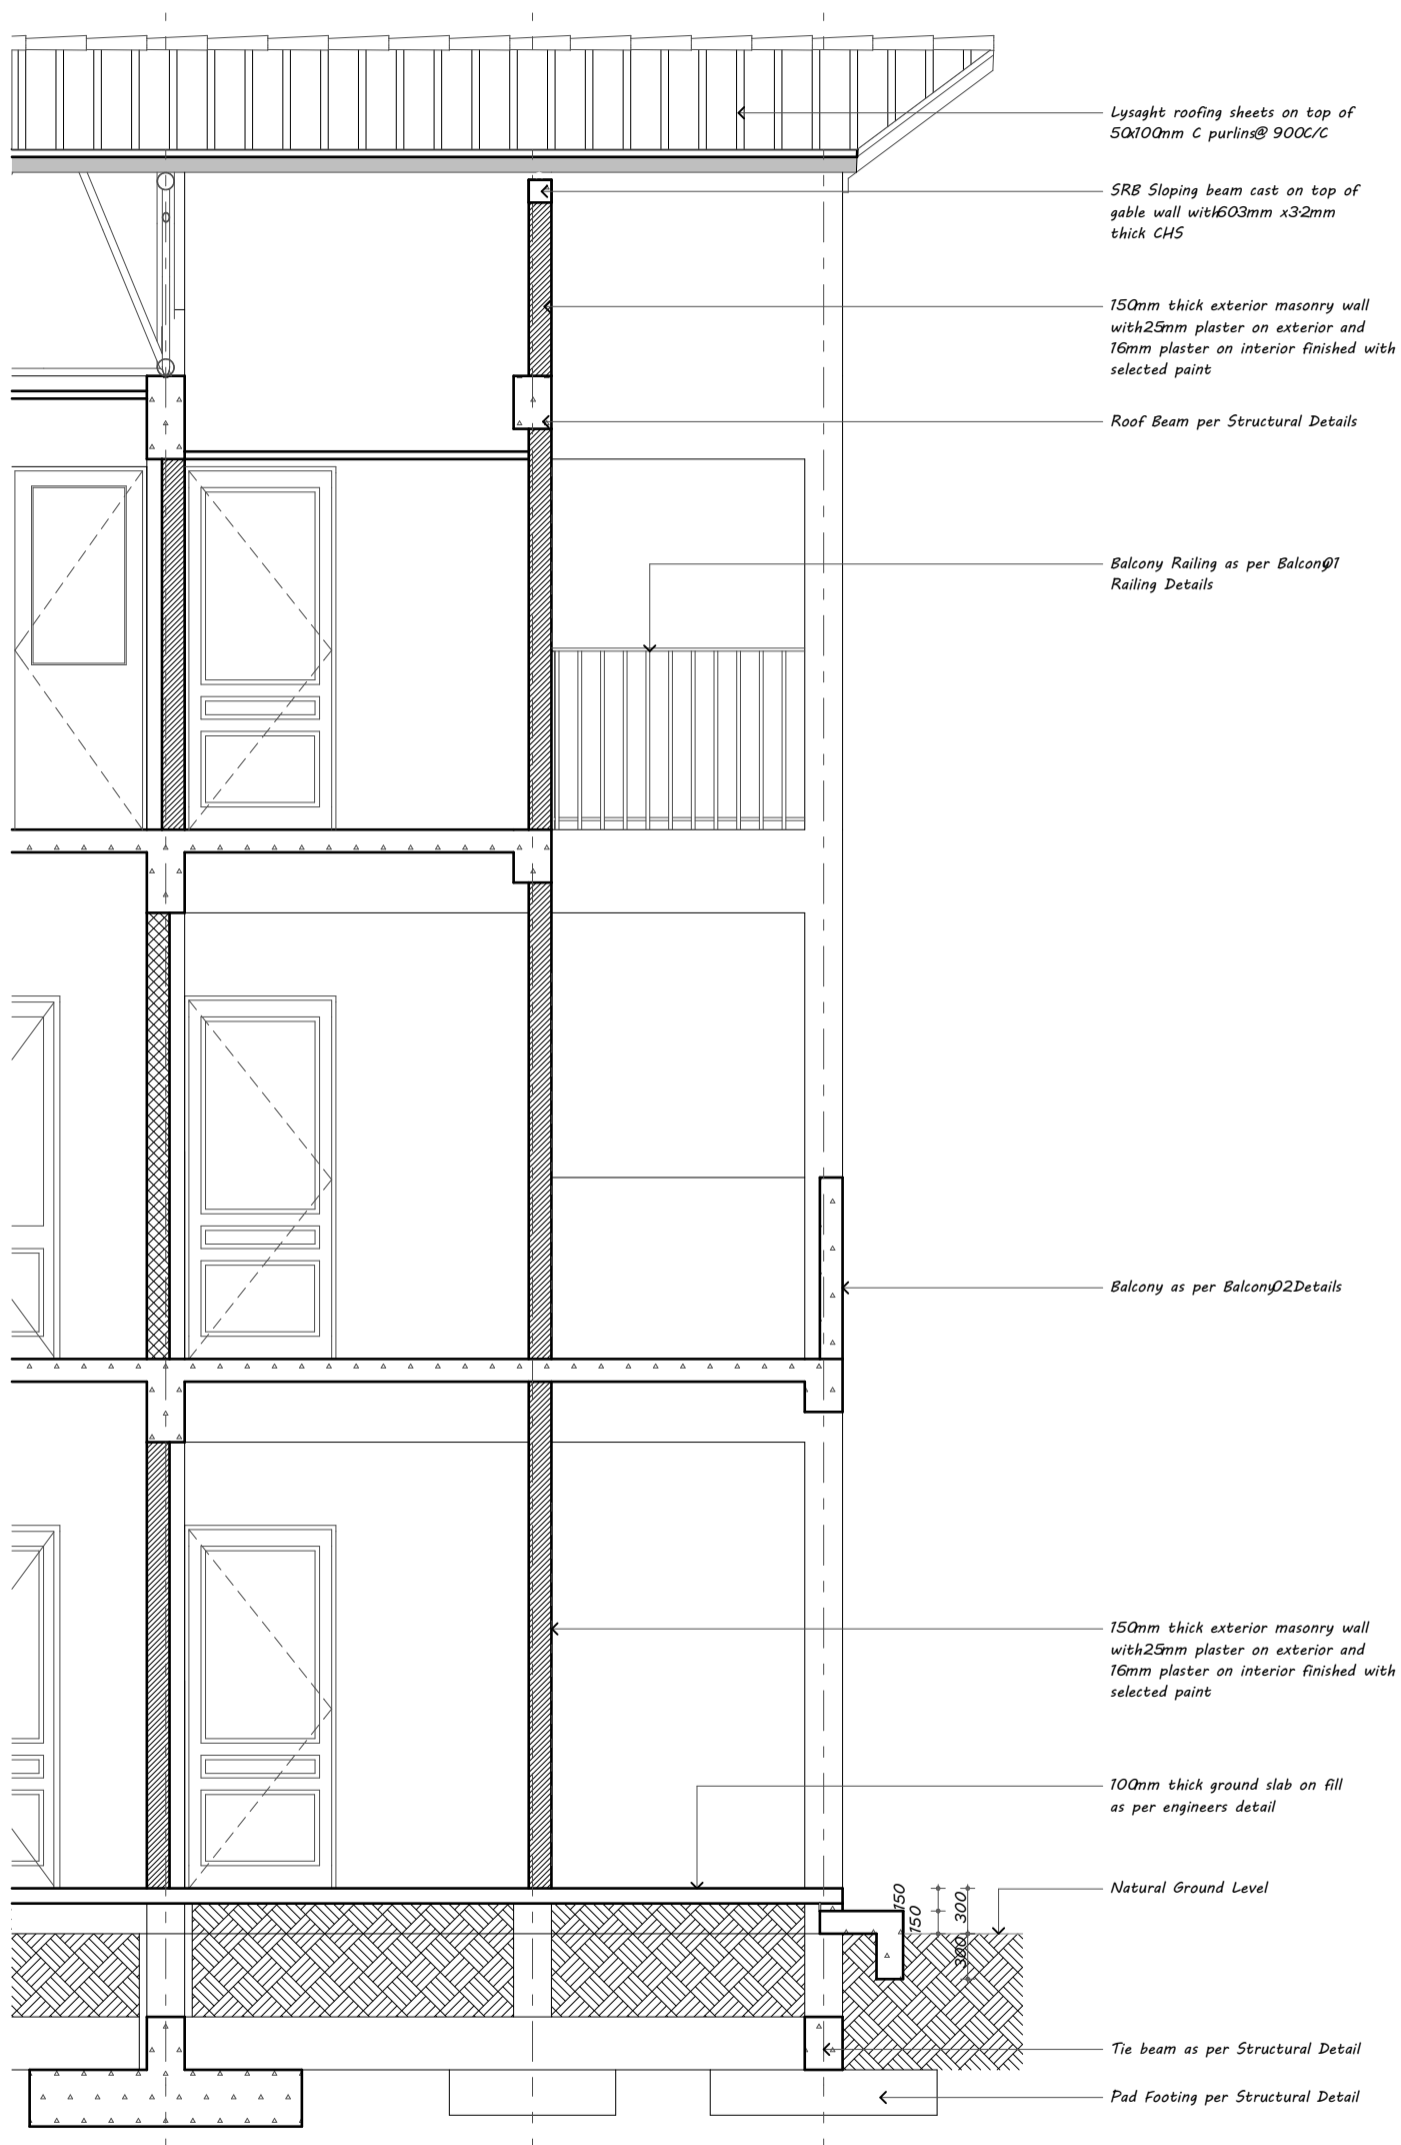 Lysaght roofing sheets on top of
50x100mm C purlins@ 900C/C
SRB Sloping beam cast on top of
gable wall with603mm x3·2mm
thick CHS
150mm thick exterior masonry wall
with25mm plaster on exterior and
16mm plaster on interior finished with
selected paint
Roof Beam per Structural Details
Balcony Railing as per Balcony01
Railing Details
Balcony as per Balcony02Details
150mm thick exterior masonry wall
with25mm plaster on exterior and
16mm plaster on interior finished with
selected paint
100mm thick ground slab on fill
as per engineers detail
Natural Ground Level
150
150
300
300
Tie beam as per Structural Detail
Pad Footing per Structural Detail